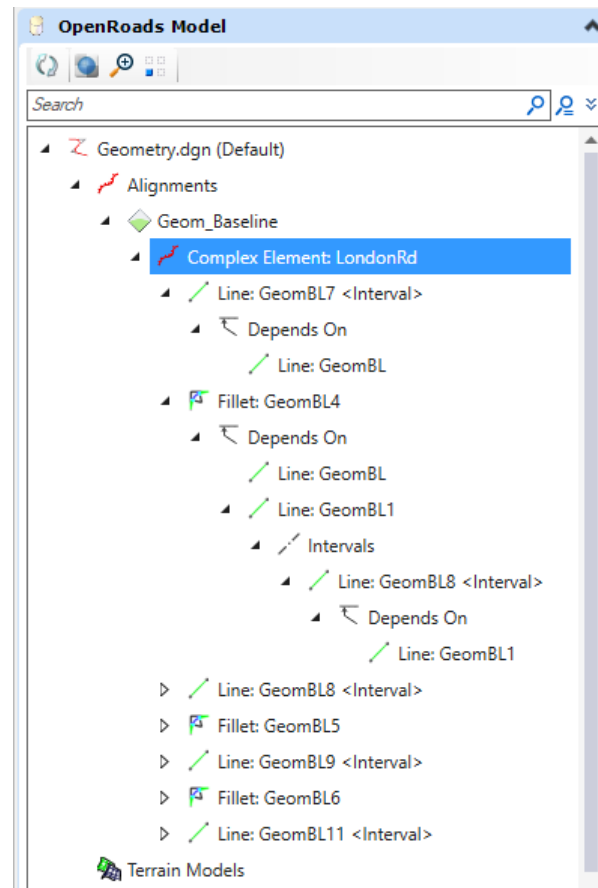 OpenRoads Model
Search
Geometry.dgn (Default)
Alignments
Geom_Baseline
Complex Element: LondonRd
Line: GeomBL7 <Interval>
Depends On
Line: GeomBL
Fillet: GeomBL4
Depends On
Line: GeomBL
Line: GeomBL1
Intervals
Line: GeomBL8 <Interval>
Depends On
Line: GeomBL1
Line: GeomBL8 <Interval>
Fillet: GeomBL5
Line: GeomBL9 <Interval>
Fillet: GeomBL6
Line: GeomBL11 <Interval>
Terrain Models